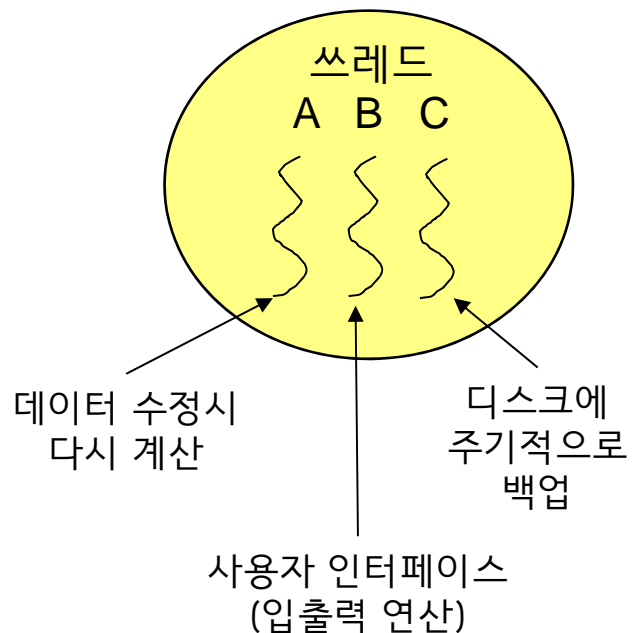 쓰레드
A B C
데이터 수정시
다시 계산
디스크에
주기적으로
백업
사용자 인터페이스
(입출력 연산)